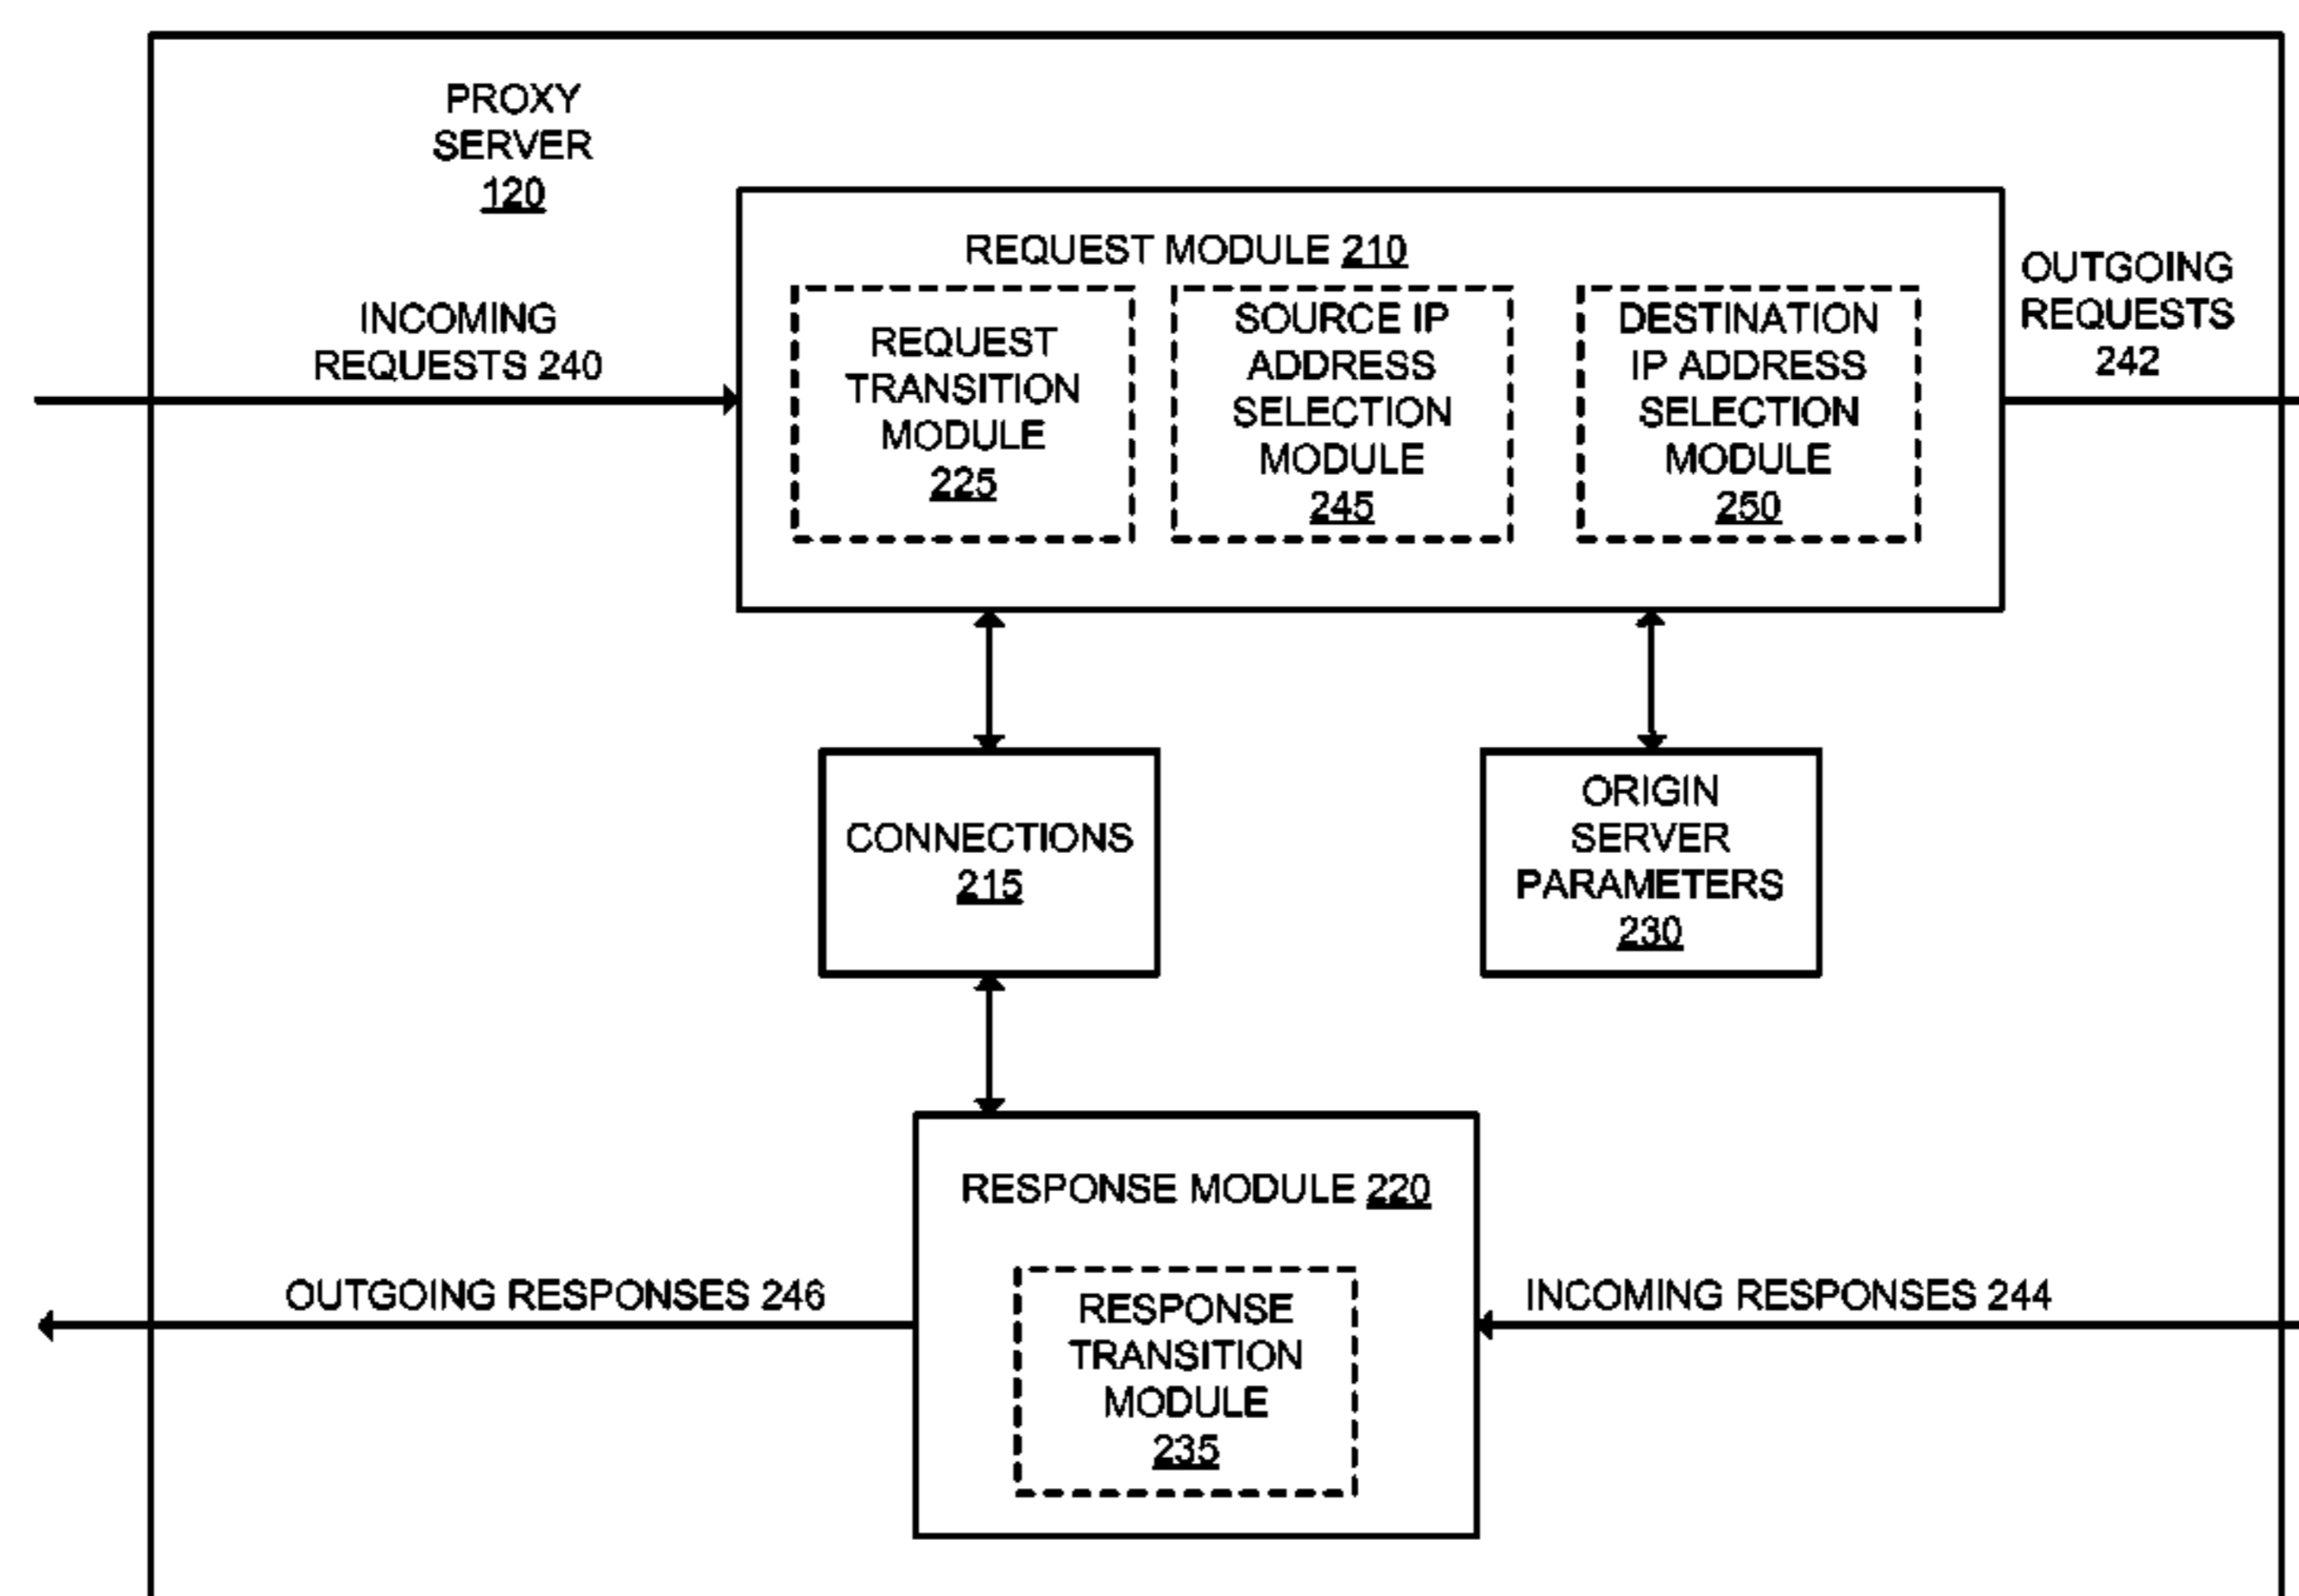 PROXY
SERVER
120
REQUEST MODULE 210
INCOMING
REQUESTS 240
REQUEST
TRANSITION
MODULE
225
SOURCE IP
ADDRESS
SELECTION
MODULE
245
DESTINATION
IP ADDRESS
SELECTION
MODULE
250
OUTGOING
REQUESTS
242
CONNECTIONS
215
ORIGIN
SERVER
PARAMETERS
230
RESPONSE MODULE 220
OUTGOING RESPONSES 246
RESPONSE
TRANSITION
MODULE
235
INCOMING RESPONSES 244